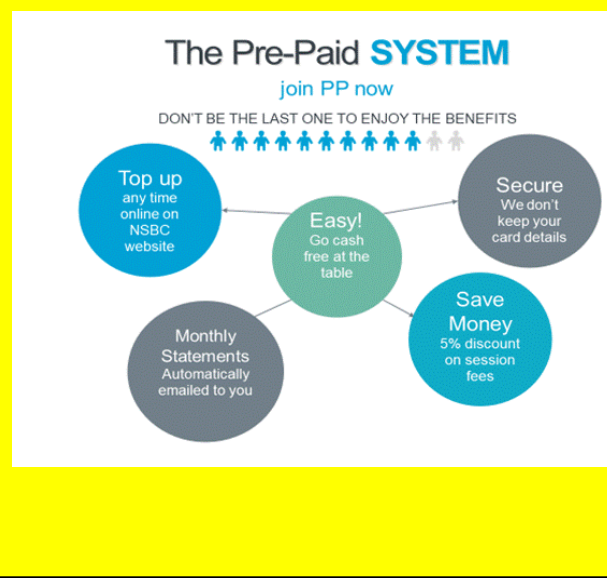 The Pre-Paid SYSTEM
join PP now
DON'T BE THE LAST ONE TO ENJOY THE BENEFITS
Top up
any time
online on
NSBC
website
Easy!
Go cash
free at the
table
Secure
We don't
keep your
card details
Monthly
Statements
Automatically
emailed to you
Save
Money
5% discount
on session
fees